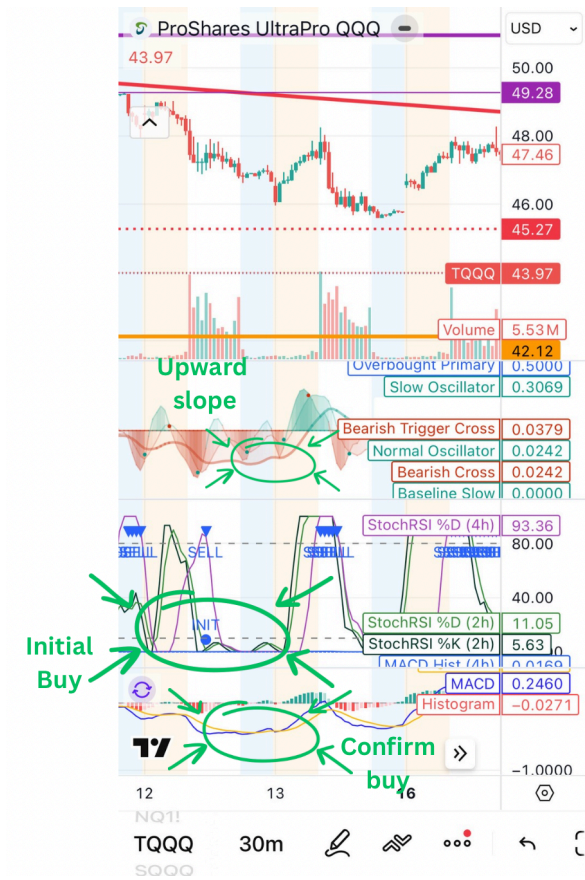 ProShares UltraPro QQQ
USD
43.97
50.00
49.28
48.00
47.46
46.00
45.27
TQQQ 43.97
Volume 5.53 M
42.12
Upward
slope
Overbought Primary 0.5000
Slow Oscillator 0.3069
Bearish Trigger Cross 0.0379
Normal Oscillator 0.0242
Bearish Cross 0.0242
Baseline Slow 0.0000
StochRSI %D (4h) 93.36
SELL
80.00
40.00
INIT
StochRSI %D (2h) 11.05
StochRSI %K (2h) 5.63
MACD Hist (4h) 0.0169
Initial
Buy
MACD 0.2460
Histogram −0.0271
Confirm
buy
−1.0000
12 13 16
NQ1!
TQQQ 30m
SQQQ